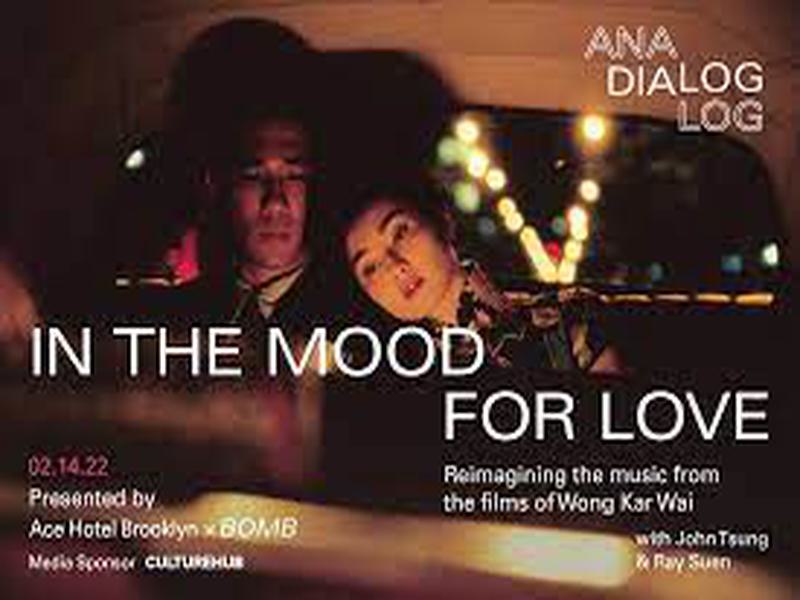 ANA
DIALOG
LOG
IN THE MOOD
FOR LOVE
02.14.22
Presented by
Ace Hotel Brooklyn × BOMB
Media Sponsor CULTUREHUB
Reimagining the music from
the films of Wong Kar Wai
with John Tsung
& Ray Suen